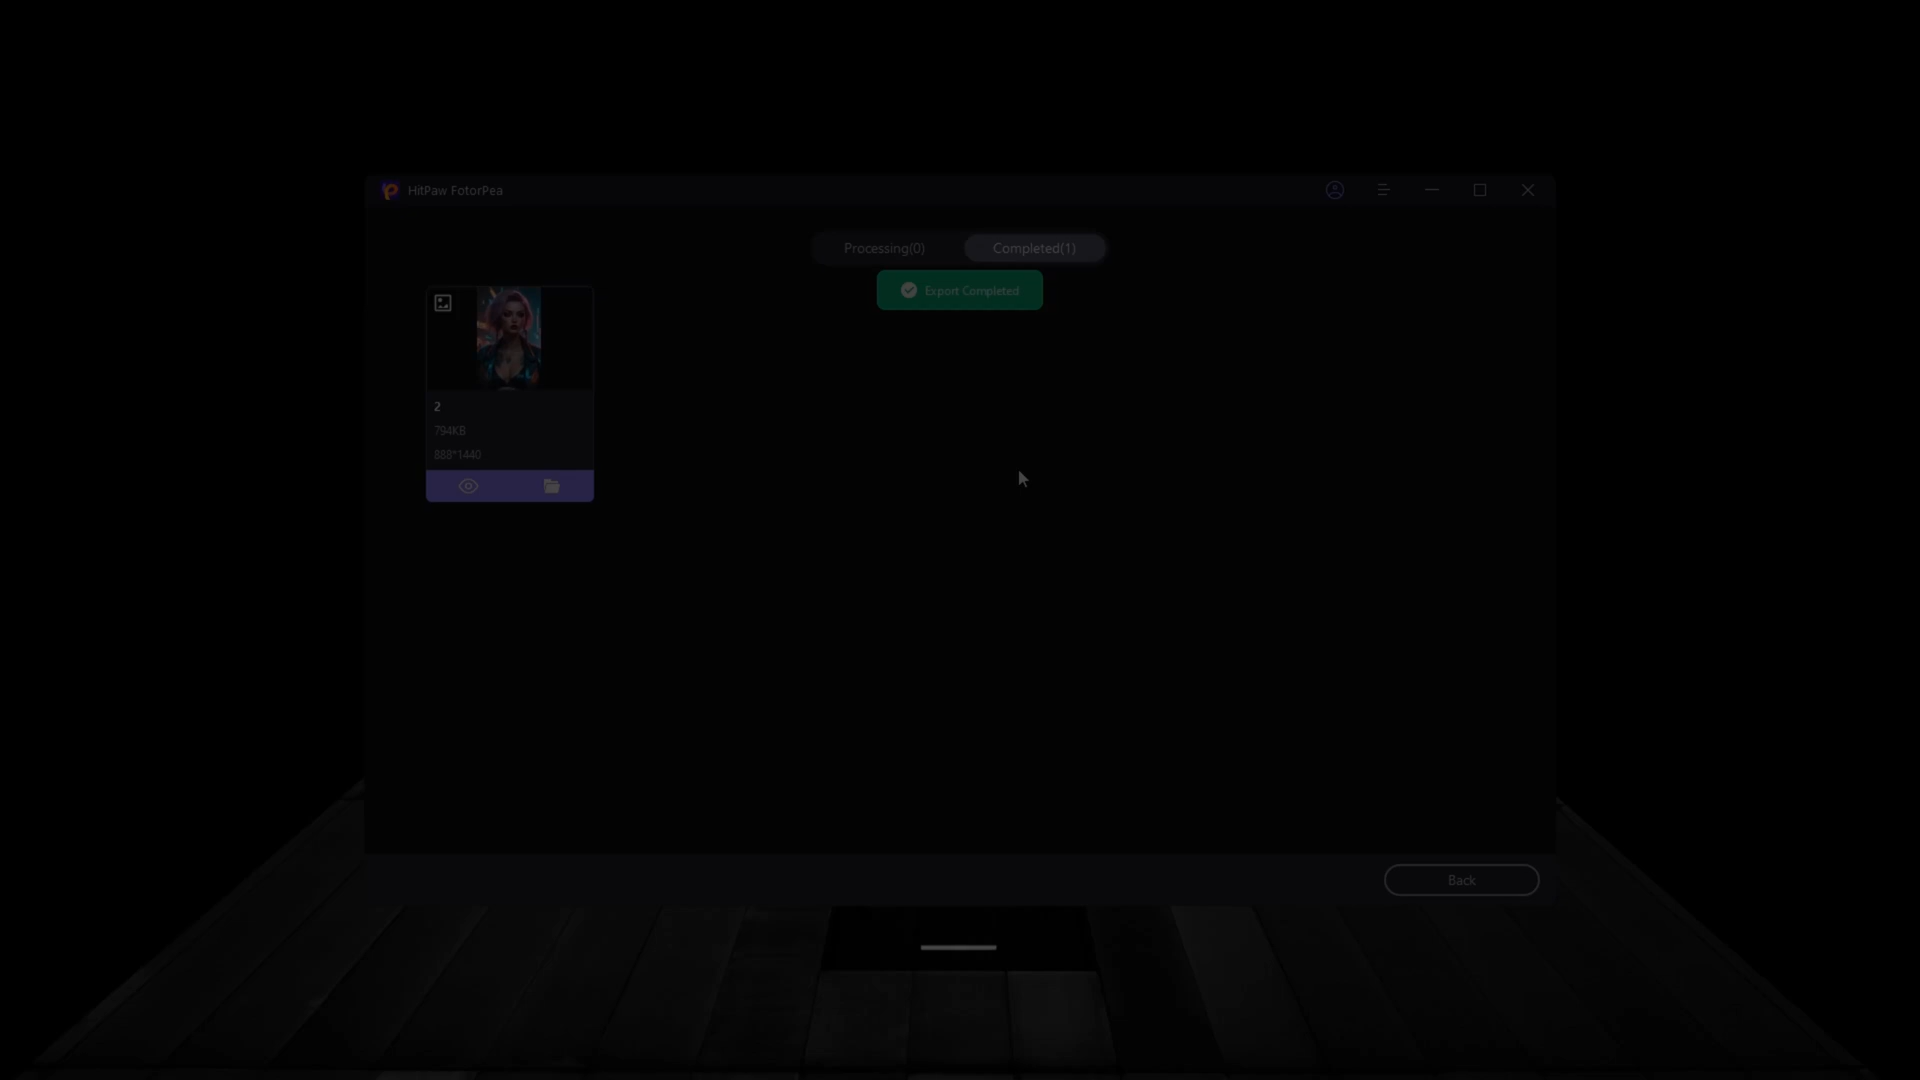 HitPaw FotorPea
Processing(0)
Completed(1)
Export Completed
2
794KB
888*1440
Back